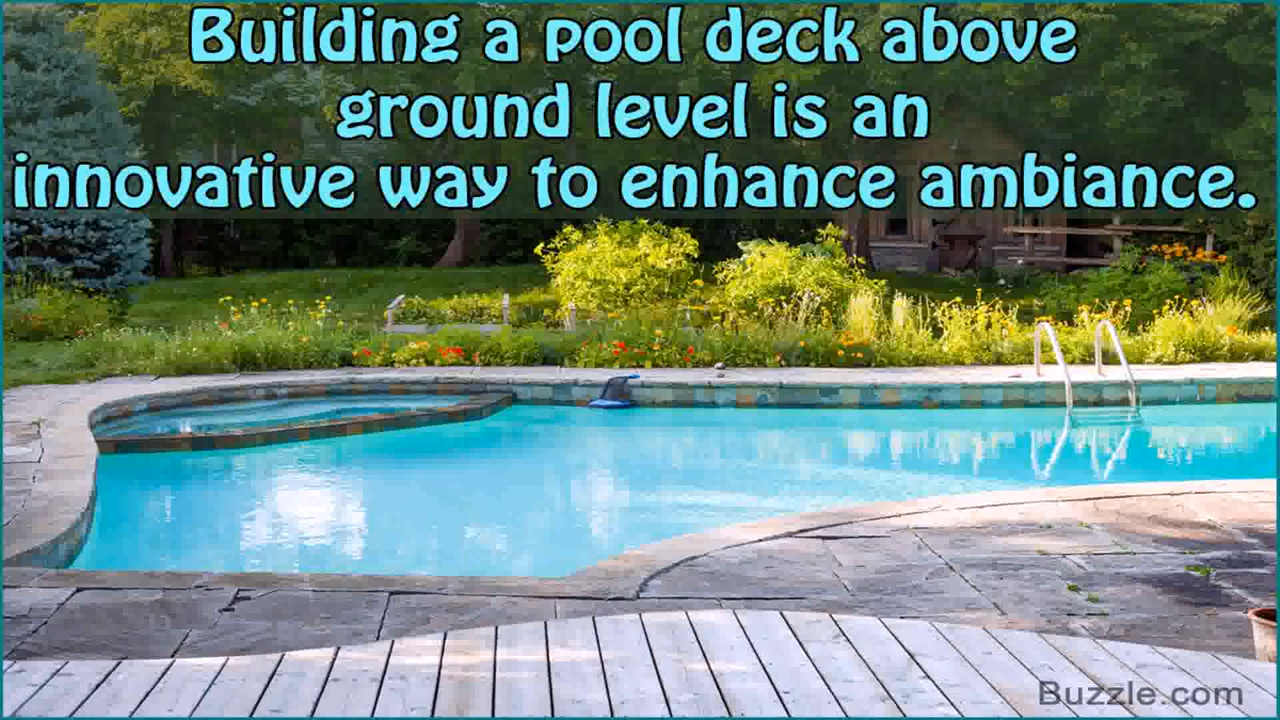 Building a pool deck above
ground level is an
innovative way to enhance ambiance.
Buzzle.com